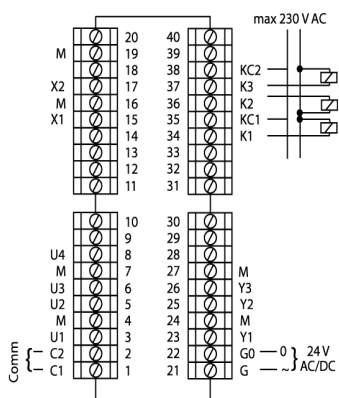 max 230 V AC
20 40
M 19 39
18 38 KC2
X2 17 37 K3
M 16 36 K2
X1 15 35 KC1
14 34 K1
13 33
12 32
11 31
10 30
9 29
U4 8 28
M 7 27 M
U3 6 26 Y3
U2 5 25 Y2
M 4 24 M
U1 3 23 Y1
Comm { C2 2 22 G0 0 } 24 V
C1 1 21 G ~ AC/DC